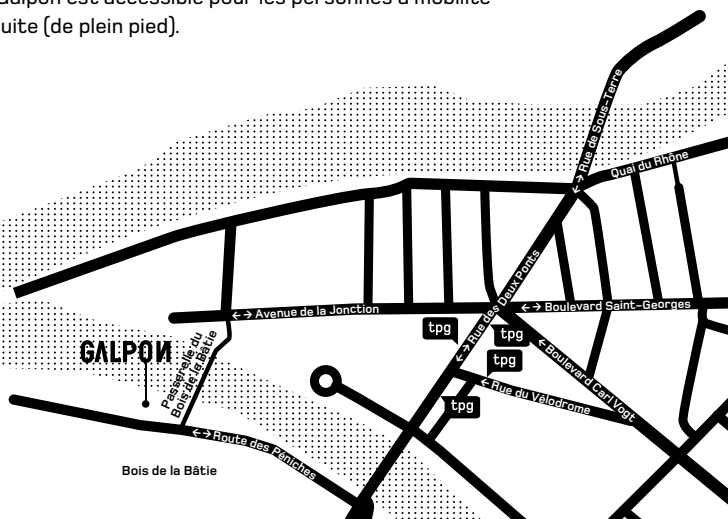 Galpon est accessible pour les personnes à mobilité
uite (de plein pied).
Rue de Sous-Terre
Quai du Rhône
Avenue de la Jonction
Rue des Deux Ponts
Boulevard Saint-Georges
tpg
tpg
tpg
tpg
GALPON
Passerelle du
Bois de la Bâtie
Boulevard Carl Vogt
Rue du Vélodrome
Route des Péniches
Bois de la Bâtie